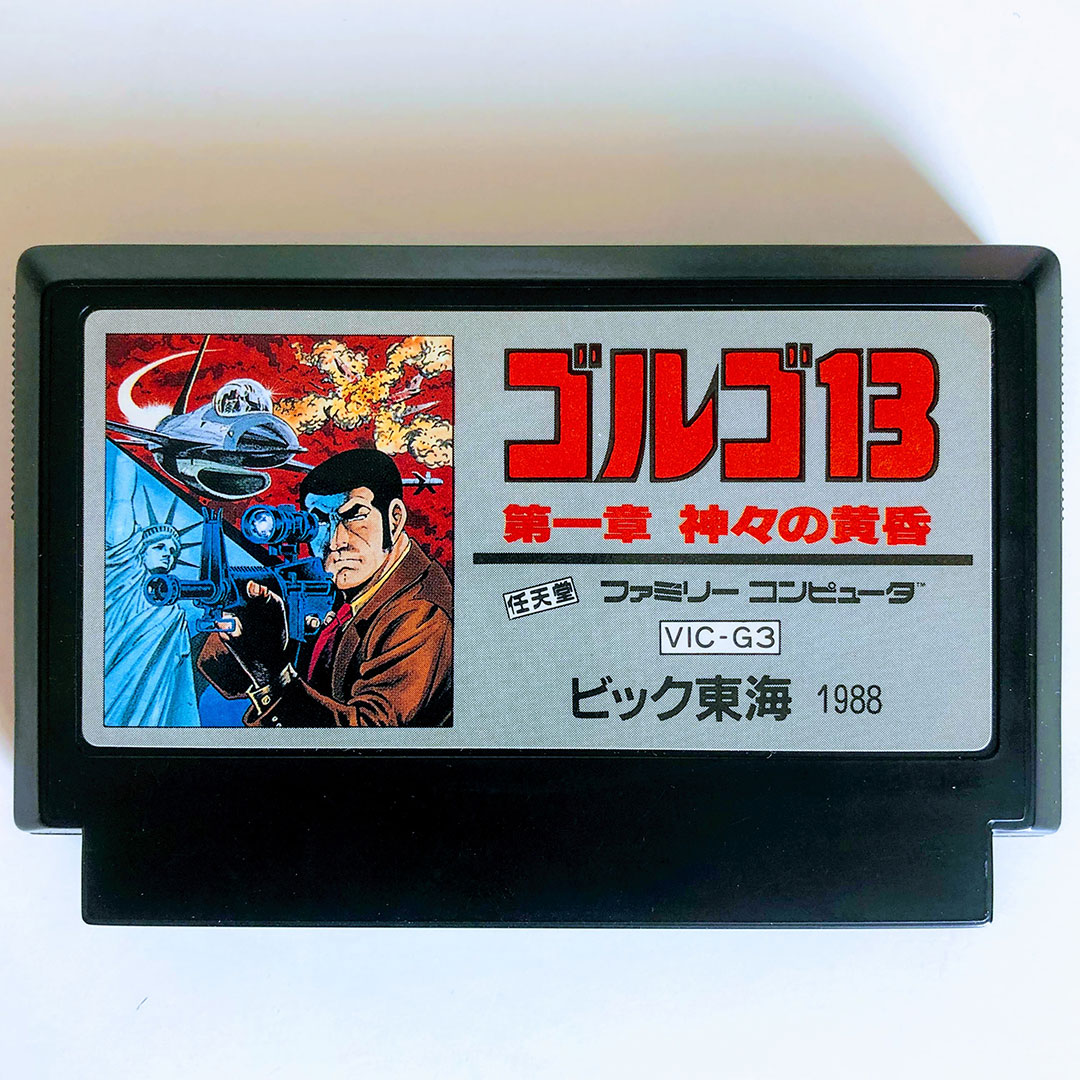 ゴルゴ13
第一章 神々の黄昏
任天堂 ファミリー コンピュータ™
VIC-G3
ビック東海 1988